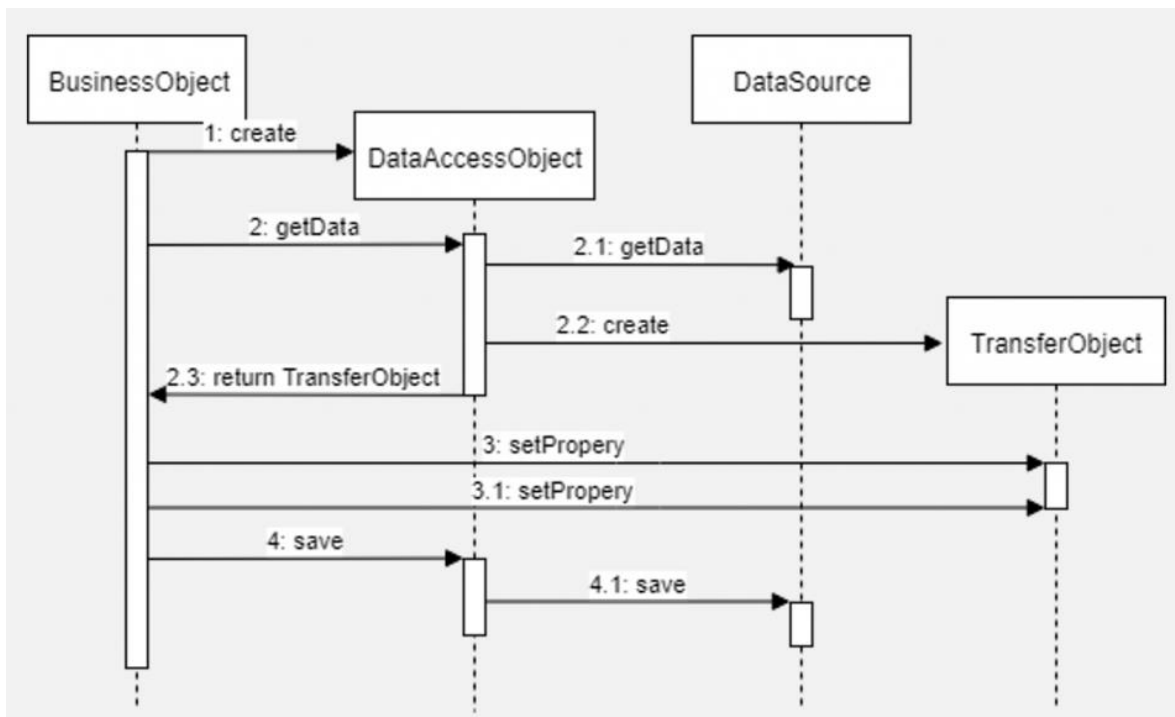 BusinessObject
DataSource
1: create
DataAccessObject
2: getData
2.1: getData
2.2: create
TransferObject
2.3: return TransferObject
3: setPropery
3.1: setPropery
4: save
4.1: save